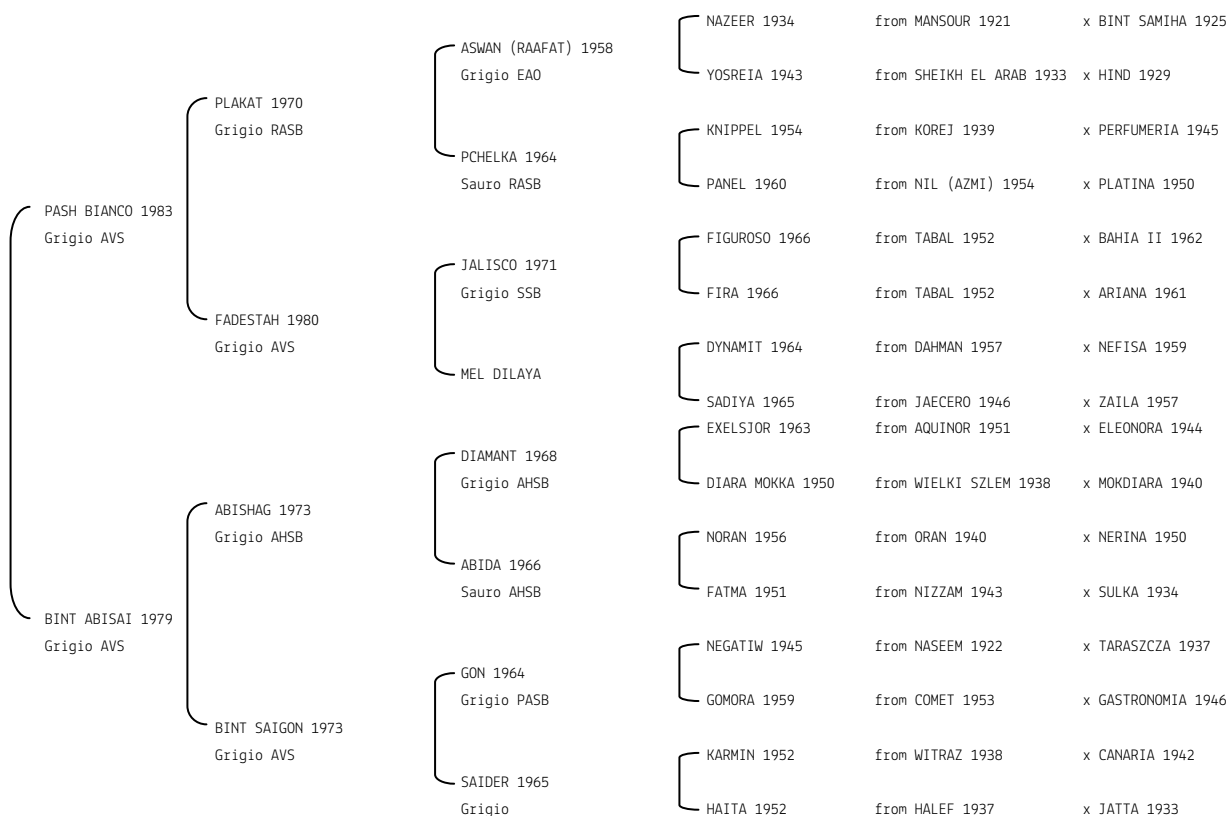 NAZEER 1934 from MANSOUR 1921 x BINT SAMIHA 1925
ASWAN (RAAFAT) 1958
Grigio EAO
YOSREIA 1943 from SHEIKH EL ARAB 1933 x HIND 1929
PLAKAT 1970
Grigio RASB
KNIPPEL 1954 from KOREJ 1939 x PERFUMERIA 1945
PCHELKA 1964
Sauro RASB
PANEL 1960 from NIL (AZMI) 1954 x PLATINA 1950
PASH BIANCO 1983
Grigio AVS
FIGUROSO 1966 from TABAL 1952 x BAHIA II 1962
JALISCO 1971
Grigio SSB
FIRA 1966 from TABAL 1952 x ARIANA 1961
FADESTAH 1980
Grigio AVS
DYNAMIT 1964 from DAHMAN 1957 x NEFISA 1959
MEL DILAYA
SADIYA 1965 from JAECERO 1946 x ZAILA 1957
EXELSJOR 1963 from AQUINOR 1951 x ELEONORA 1944
DIAMANT 1968
Grigio AHSB
DIARA MOKKA 1950 from WIELKI SZLEM 1938 x MOKDIARA 1940
ABISHAG 1973
Grigio AHSB
NORAN 1956 from ORAN 1940 x NERINA 1950
ABIDA 1966
Sauro AHSB
FATMA 1951 from NIZZAM 1943 x SULKA 1934
BINT ABISAI 1979
Grigio AVS
NEGATIW 1945 from NASEEM 1922 x TARASZCZA 1937
GON 1964
Grigio PASB
GOMORA 1959 from COMET 1953 x GASTRONOMIA 1946
BINT SAIGON 1973
Grigio AVS
KARMIN 1952 from WITRAZ 1938 x CANARIA 1942
SAIDER 1965
Grigio
HAITA 1952 from HALEF 1937 x JATTA 1933